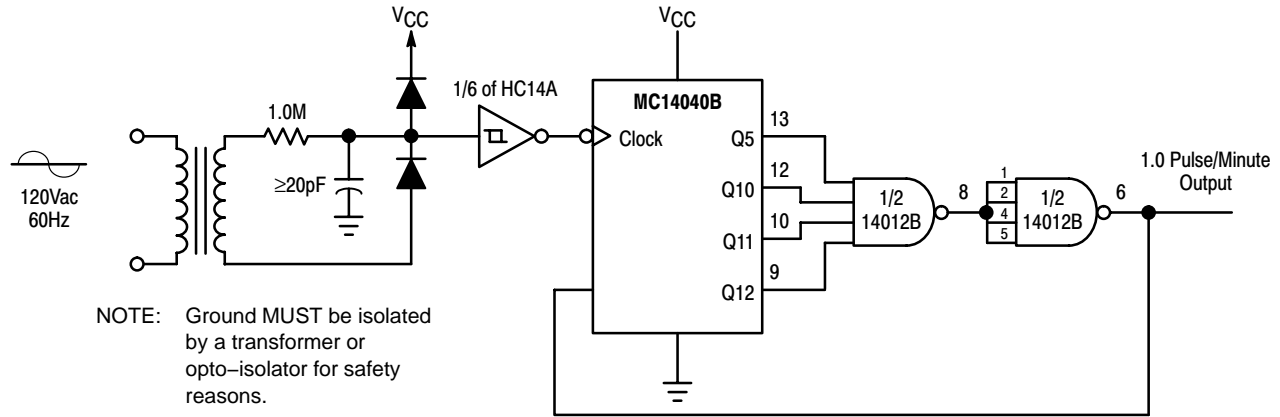 VCC
VCC
1/6 of HC14A
MC14040B
1.0M
13
Clock
Q5
≥20pF
120Vac
60Hz
12
Q10
1/2
14012B
8
1
2
4
5
1/2
14012B
6
1.0 Pulse/Minute
Output
10
Q11
9
Q12
NOTE: Ground MUST be isolated
by a transformer or
opto–isolator for safety
reasons.